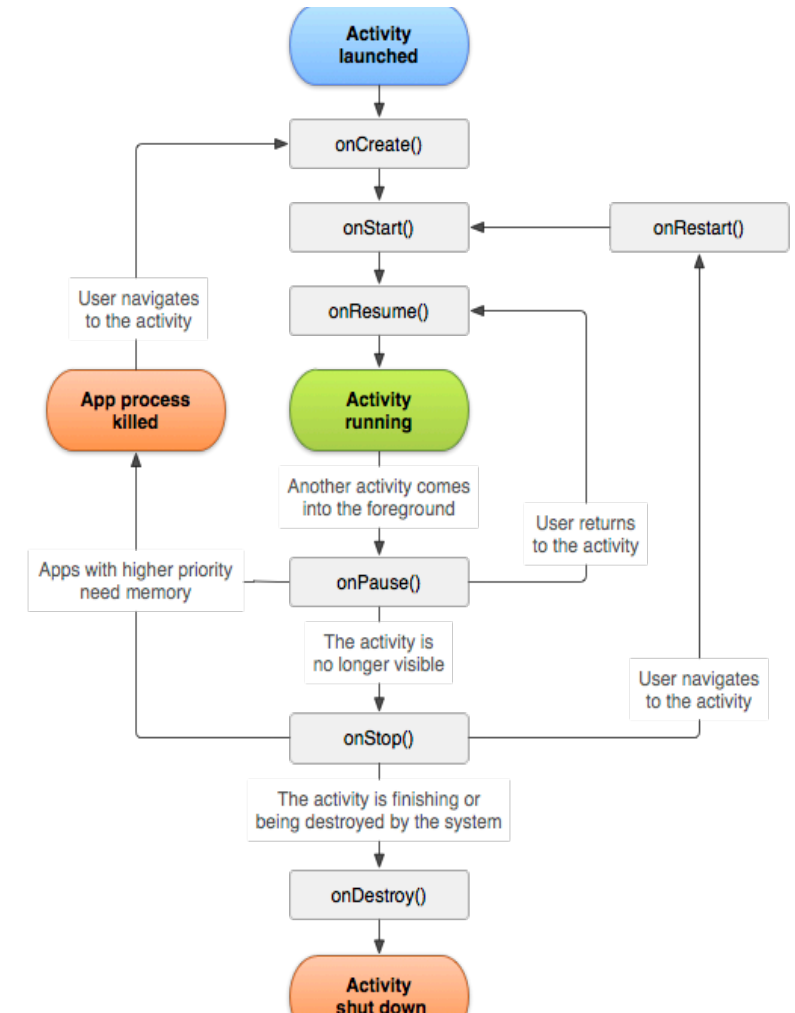 Activity
launched
onCreate()
onStart()
onRestart()
User navigates
to the activity
onResume()
App process
killed
Activity
running
Another activity comes
into the foreground
User returns
to the activity
Apps with higher priority
need memory
onPause()
The activity is
no longer visible
User navigates
to the activity
onStop()
The activity is finishing or
being destroyed by the system
onDestroy()
Activity
shut down